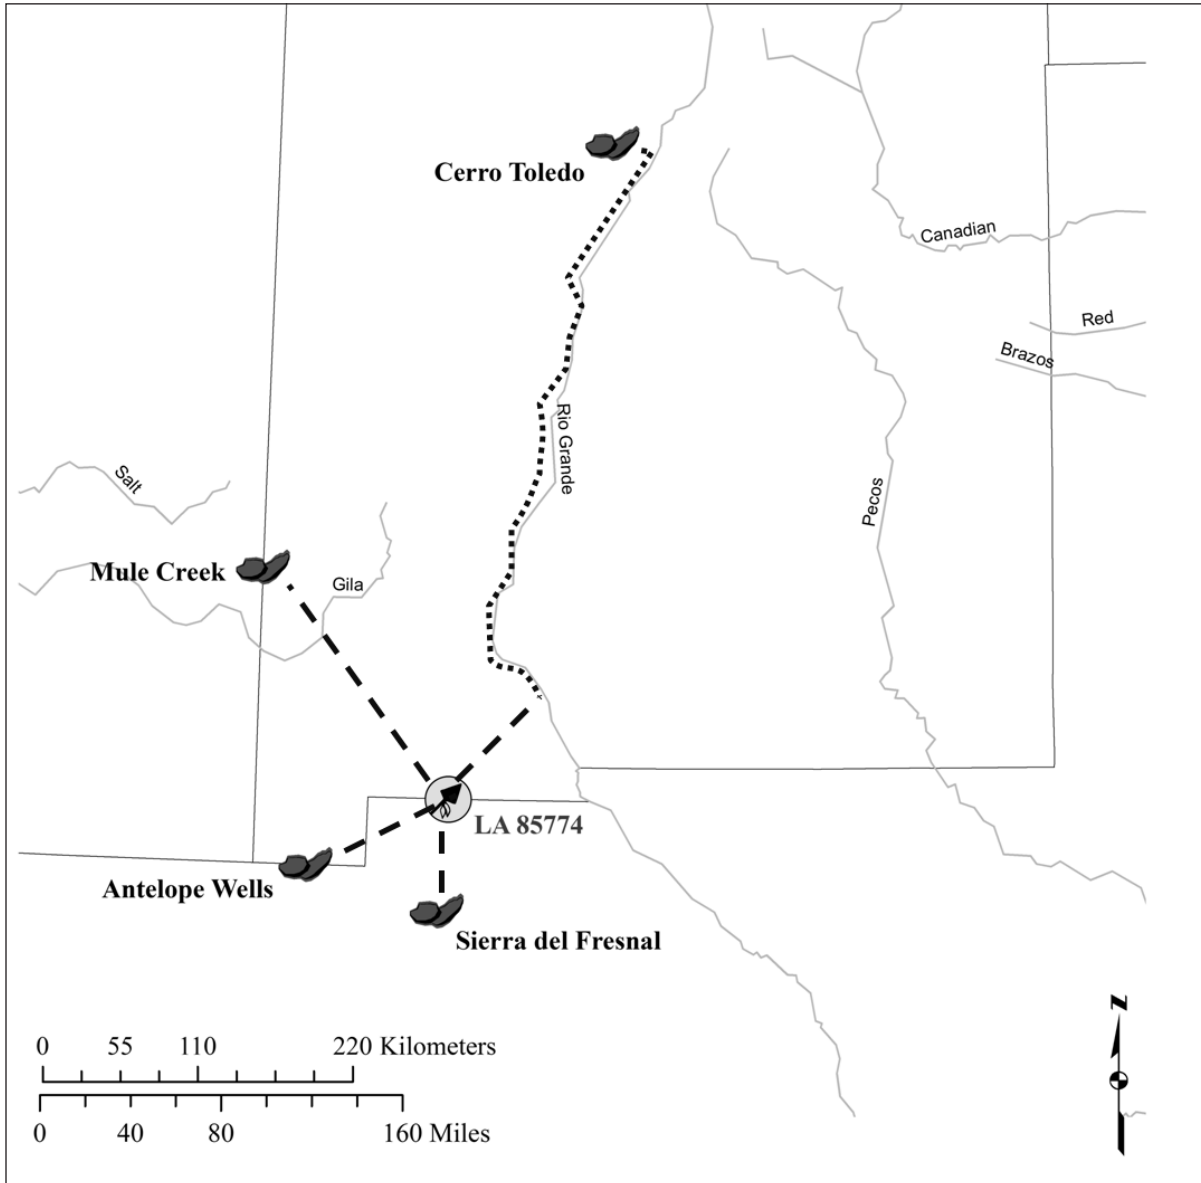 Cerro Toledo
Canadian
Red
Brazos
Rio Grande
Salt
Pecos
Mule Creek
Gila
LA 85774
Antelope Wells
Sierra del Fresnal
N
0 55 110 220 Kilometers
0 40 80 160 Miles